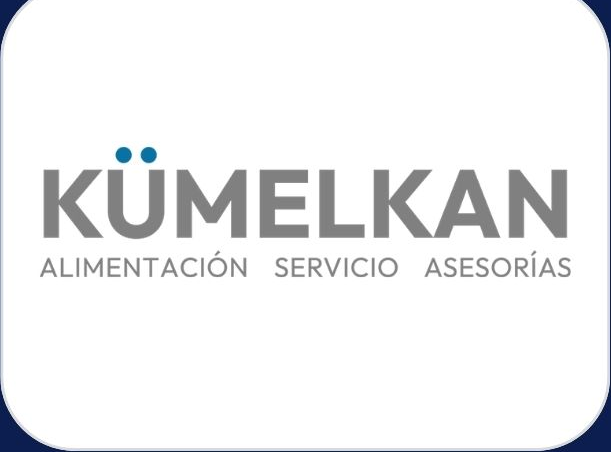 KÜMELKAN
ALIMENTACIÓN SERVICIO ASESORÍAS